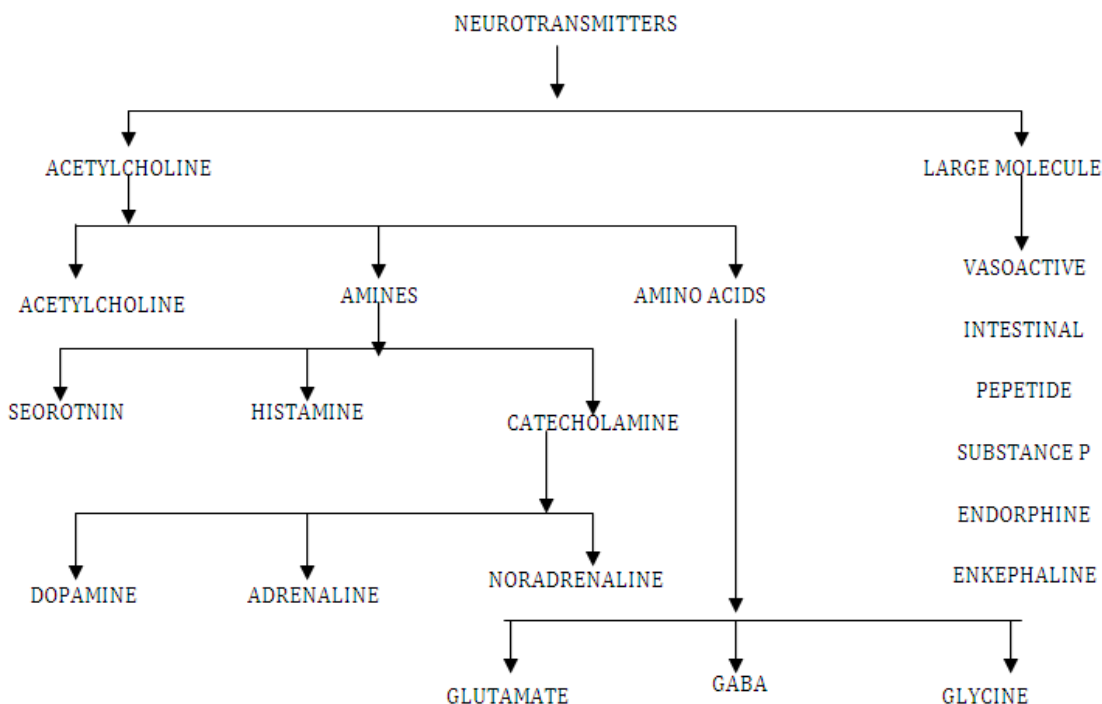 NEUROTRANSMITTERS
ACETYLCHOLINE
LARGE MOLECULE
ACETYLCHOLINE
AMINES
AMINO ACIDS
VASOACTIVE
INTESTINAL
PEPETIDE
SUBSTANCE P
ENDORPHINE
ENKEPHALINE
SEOROTNIN
HISTAMINE
CATECHOLAMINE
DOPAMINE
ADRENALINE
NORADRENALINE
GLUTAMATE
GABA
GLYCINE